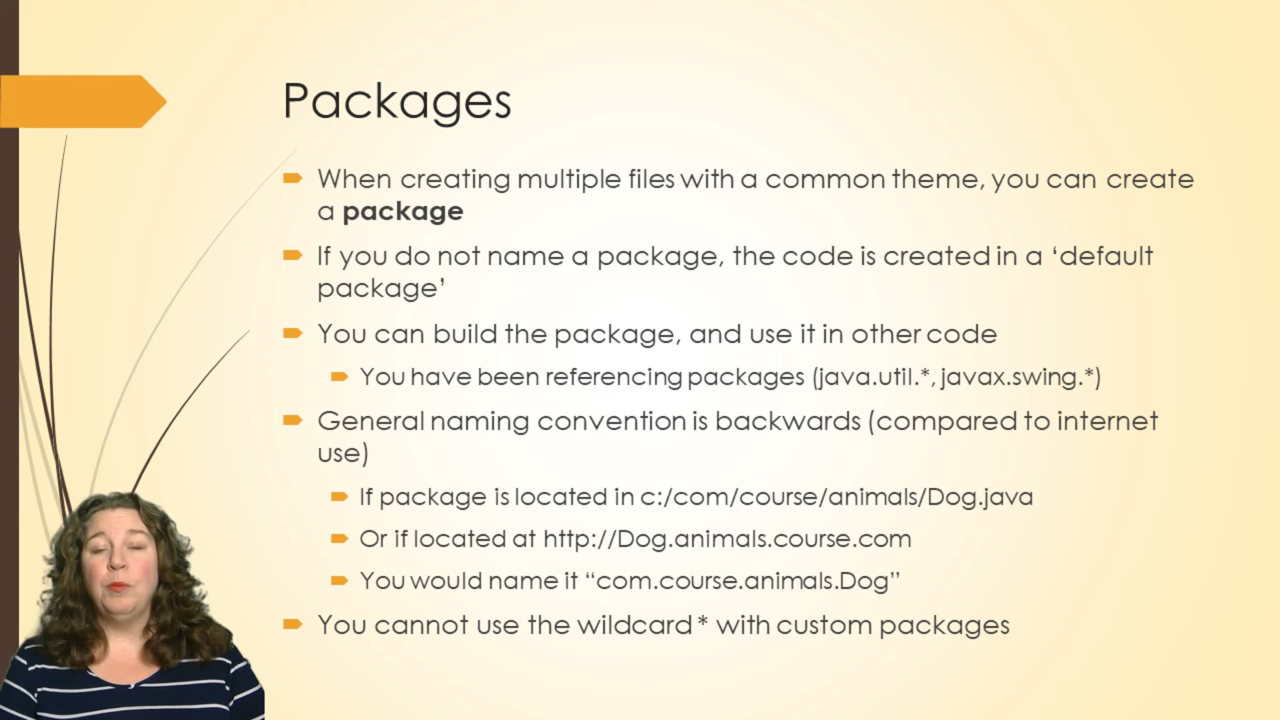 Packages
When creating multiple files with a common theme, you can create
a package
If you do not name a package, the code is created in a ‘default
package’
You can build the package, and use it in other code
You have been referencing packages (java.util.*, javax.swing.*)
General naming convention is backwards (compared to internet
use)
If package is located in c:/com/course/animals/Dog.java
Or if located at http://Dog.animals.course.com
You would name it “com.course.animals.Dog”
You cannot use the wildcard * with custom packages